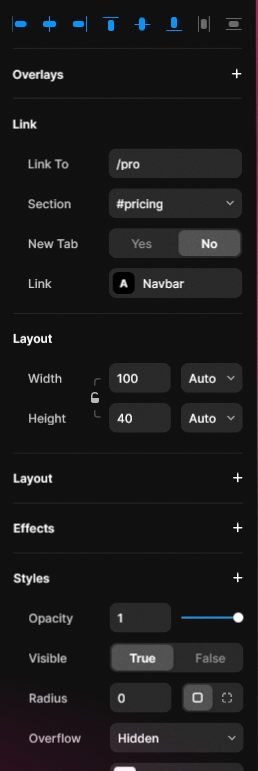 Overlays
Link
Link To /pro
Section #pricing
New Tab Yes No
Link A Navbar
Layout
Width 100 Auto
Height 40 Auto
Layout
Effects
Styles
Opacity 1
Visible True False
Radius 0
Overflow Hidden